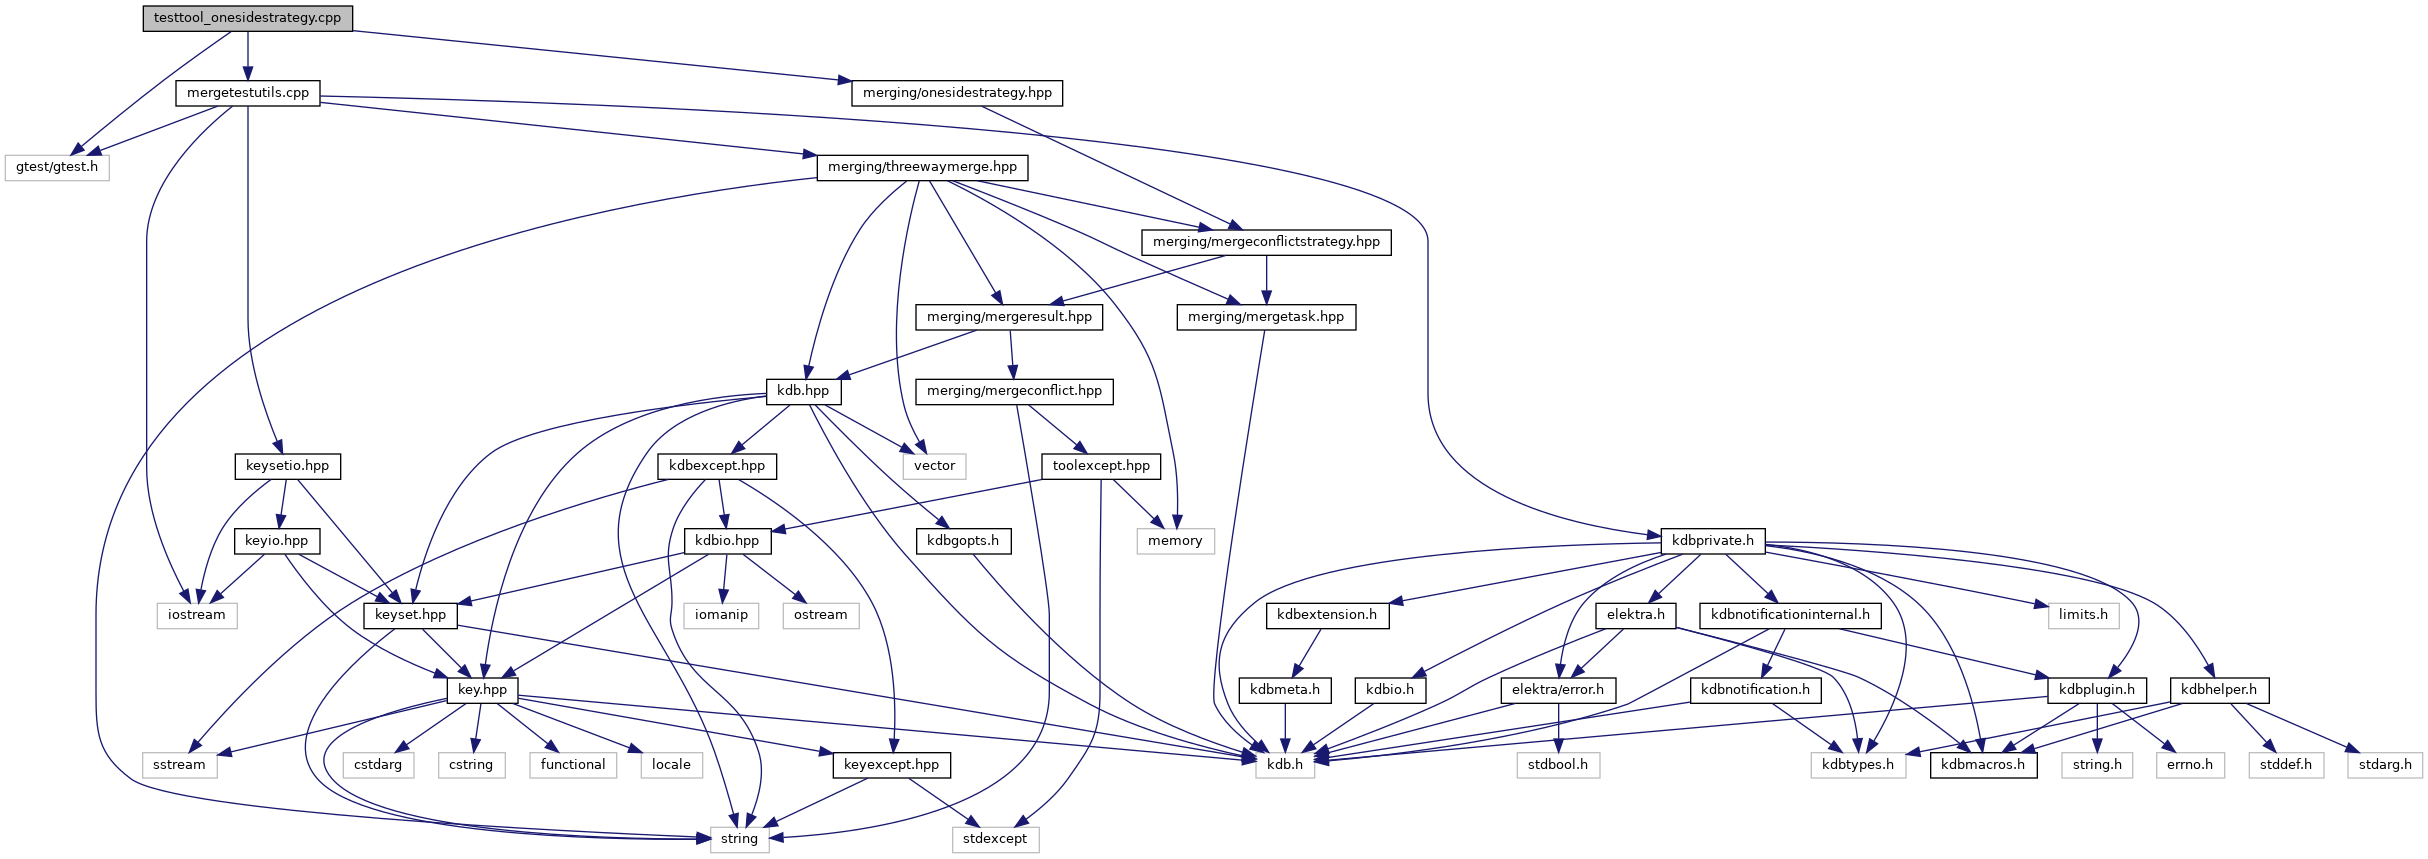 testtool_onesidestrategy.cpp
mergetestutils.cpp
merging/onesidestrategy.hpp
gtest/gtest.h
merging/threewaymerge.hpp
merging/mergeconflictstrategy.hpp
merging/mergeresult.hpp
merging/mergetask.hpp
kdb.hpp
merging/mergeconflict.hpp
keysetio.hpp
kdbexcept.hpp
vector
toolexcept.hpp
keyio.hpp
kdbio.hpp
kdbgopts.h
memory
kdbprivate.h
iostream
keyset.hpp
iomanip
ostream
kdbextension.h
elektra.h
kdbnotificationinternal.h
limits.h
key.hpp
kdbmeta.h
kdbio.h
elektra/error.h
kdbnotification.h
kdbplugin.h
kdbhelper.h
sstream
cstdarg
cstring
functional
locale
keyexcept.hpp
kdb.h
stdbool.h
kdbtypes.h
kdbmacros.h
string.h
errno.h
stddef.h
stdarg.h
string
stdexcept